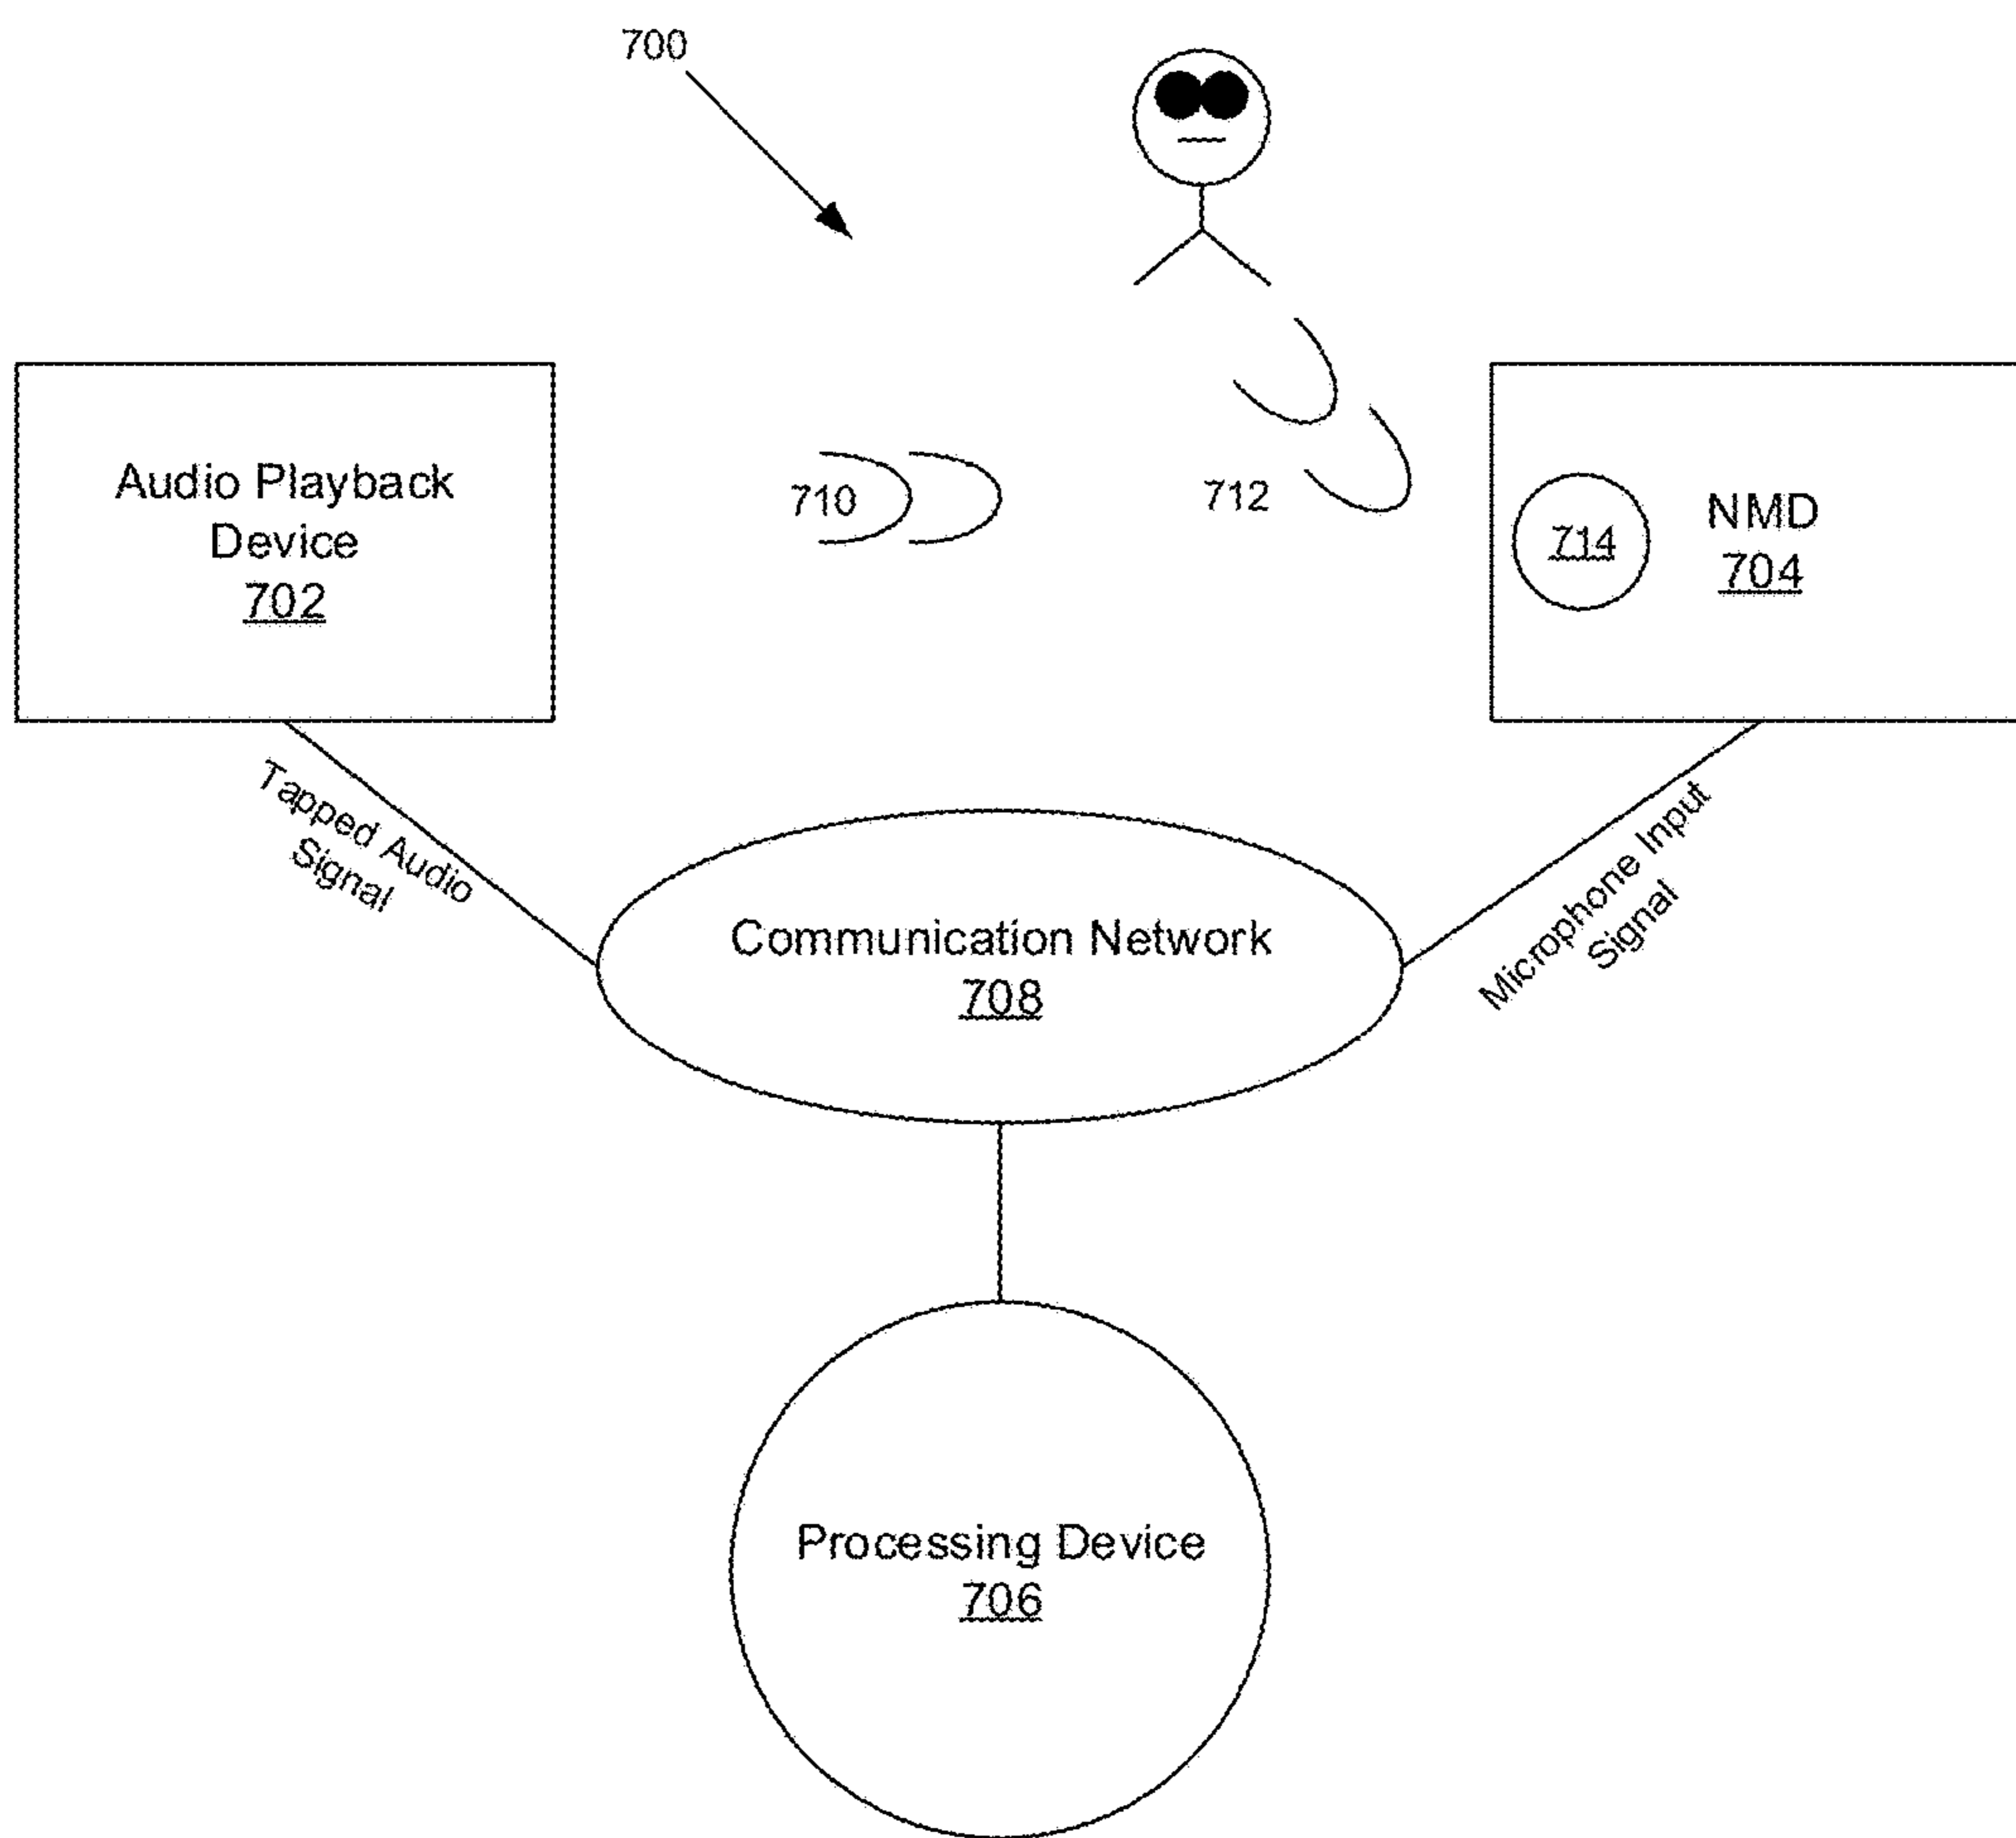 700
Audio Playback
Device
702
710
712
714
NMD
704
Tapped Audio
Signal
Microphone Input
Signal
Communication Network
708
Processing Device
706